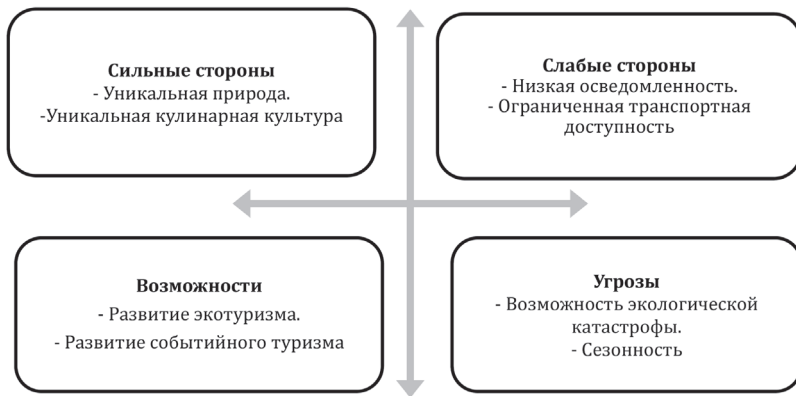 Сильные стороны
- Уникальная природа.
-Уникальная кулинарная культура
Слабые стороны
- Низкая осведомленность.
- Ограниченная транспортная
доступность
Возможности
- Развитие экотуризма.
- Развитие событийного туризма
Угрозы
- Возможность экологической
катастрофы.
- Сезонность